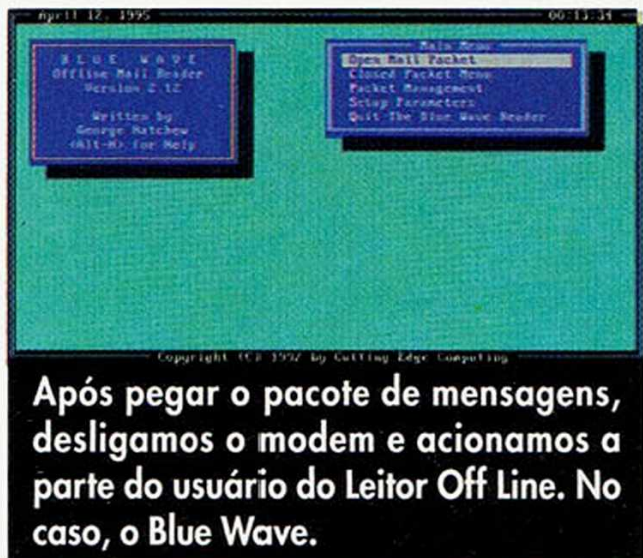 April 12, 1995 00:13:34
BLUE WAVE
Offline Mail Reader
Version 2.12
Written by
George Hatchew
<Alt-H> for Help
Main Menu
Open Mail Packet
Closed Packet Menu
Packet Management
Setup Parameters
Quit The Blue Wave Reader
Copyright (C) 1992 by Cutting Edge Computing
Após pegar o pacote de mensagens,
desligamos o modem e acionamos a
parte do usuário do Leitor Off Line. No
caso, o Blue Wave.